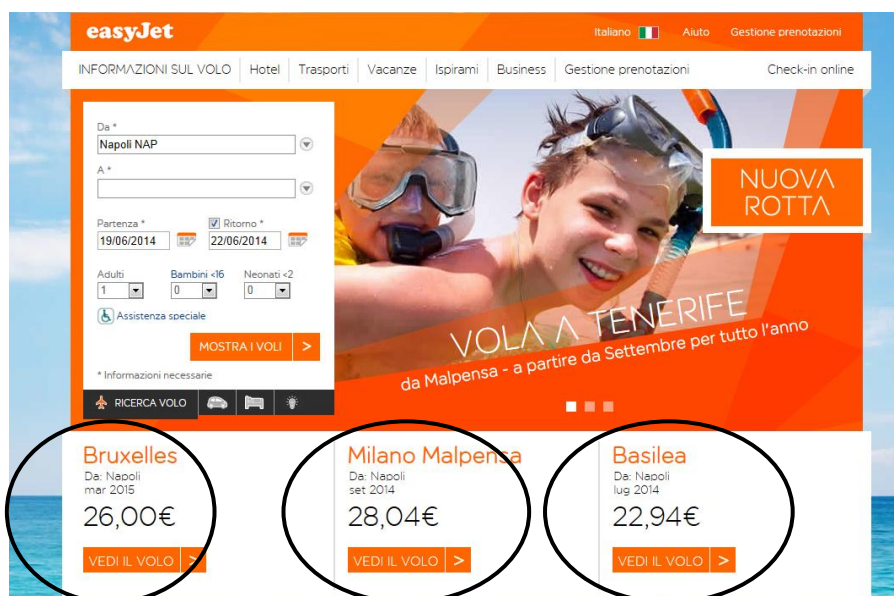 easyJet
Italiano Aiuto Gestione prenotazioni
INFORMAZIONI SUL VOLO Hotel Trasporti Vacanze Ispirami Business Gestione prenotazioni Check-in online
Da *
Napoli NAP
A *
Partenza * Ritorno *
19/06/2014 22/06/2014
Adulti Bambini <16 Neonati <2
1 0 0
Assistenza speciale
MOSTRA I VOLI >
* Informazioni necessarie
RICERCA VOLO
NUOVA
ROTTA
VOLA A TENERIFE
da Malpensa - a partire da Settembre per tutto l'anno
Bruxelles
Da: Napoli
mar 2015
26,00€
VEDI IL VOLO >
Milano Malpensa
Da: Napoli
set 2014
28,04€
VEDI IL VOLO >
Basilea
Da: Napoli
lug 2014
22,94€
VEDI IL VOLO >